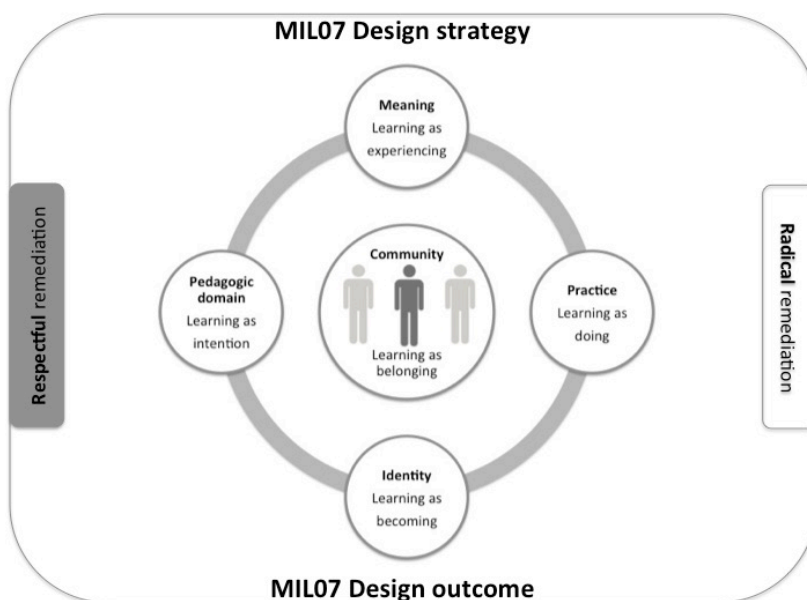 MIL07 Design strategy
Meaning
Learning as
experiencing
Respectful remediation
Pedagogic
domain
Learning as
intention
Community
Learning as
belonging
Practice
Learning as
doing
Radical remediation
Identity
Learning as
becoming
MIL07 Design outcome